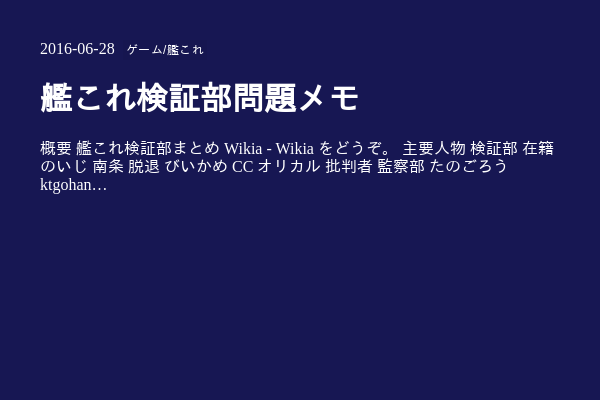 2016-06-28 ゲーム/艦これ
艦これ検証部問題メモ
概要 艦これ検証部まとめ Wikia - Wikia をどうぞ。 主要人物 検証部 在籍
のいじ 南条 脱退 びいかめ CC オリカル 批判者 監察部 たのごろう
ktgohan…